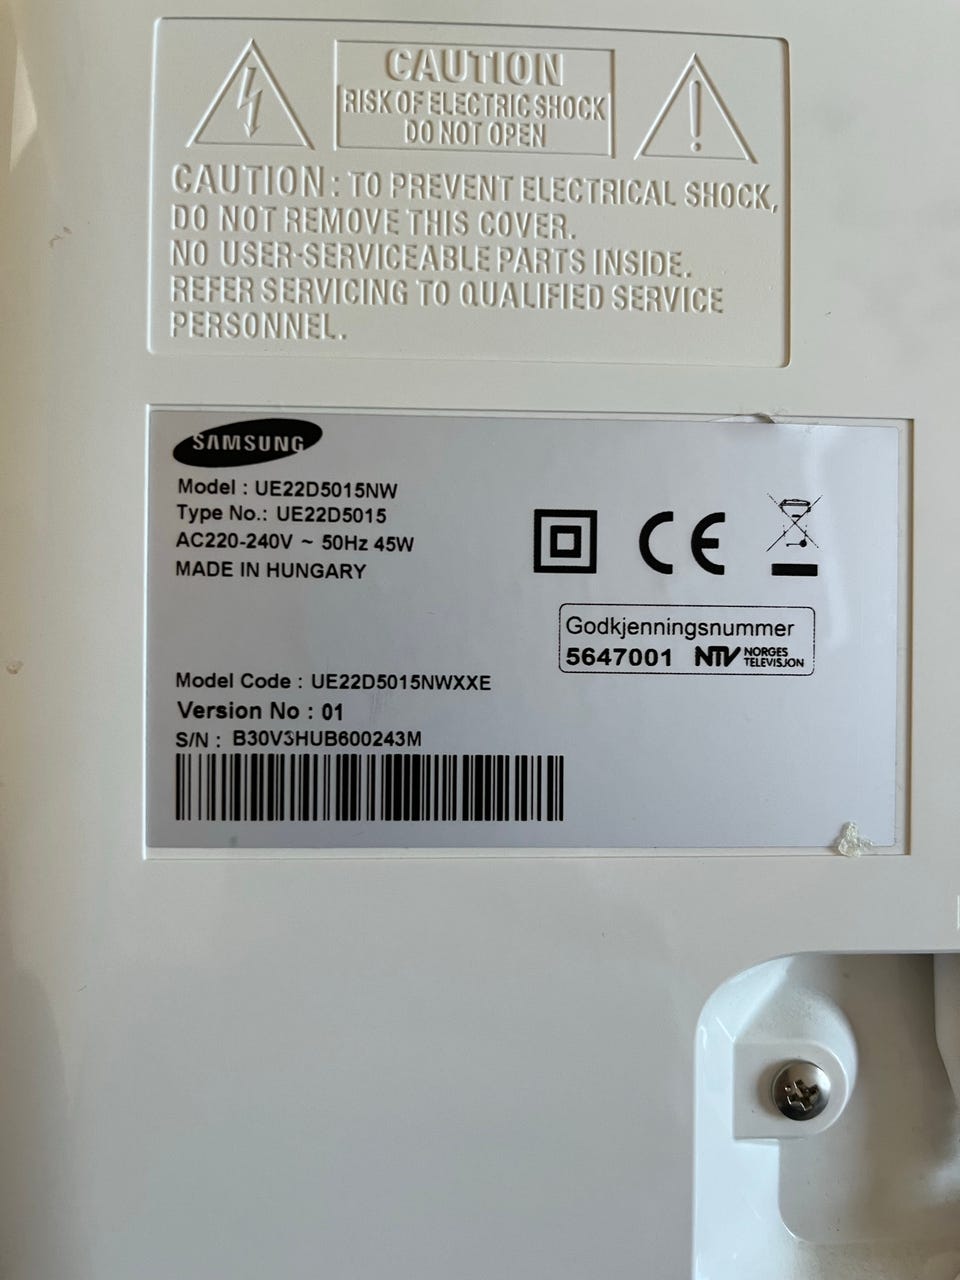 CAUTION
RISK OF ELECTRIC SHOCK
DO NOT OPEN
CAUTION : TO PREVENT ELECTRICAL SHOCK,
DO NOT REMOVE THIS COVER.
NO USER-SERVICEABLE PARTS INSIDE.
REFER SERVICING TO QUALIFIED SERVICE
PERSONNEL.
SAMSUNG
Model : UE22D5015NW
Type No.: UE22D5015
AC220-240V ~ 50Hz 45W
MADE IN HUNGARY
CE
Godkjenningsnummer
5647001 NTV NORGES
TELEVISJON
Model Code : UE22D5015NWXXE
Version No : 01
S/N : B30V3HUB600243M